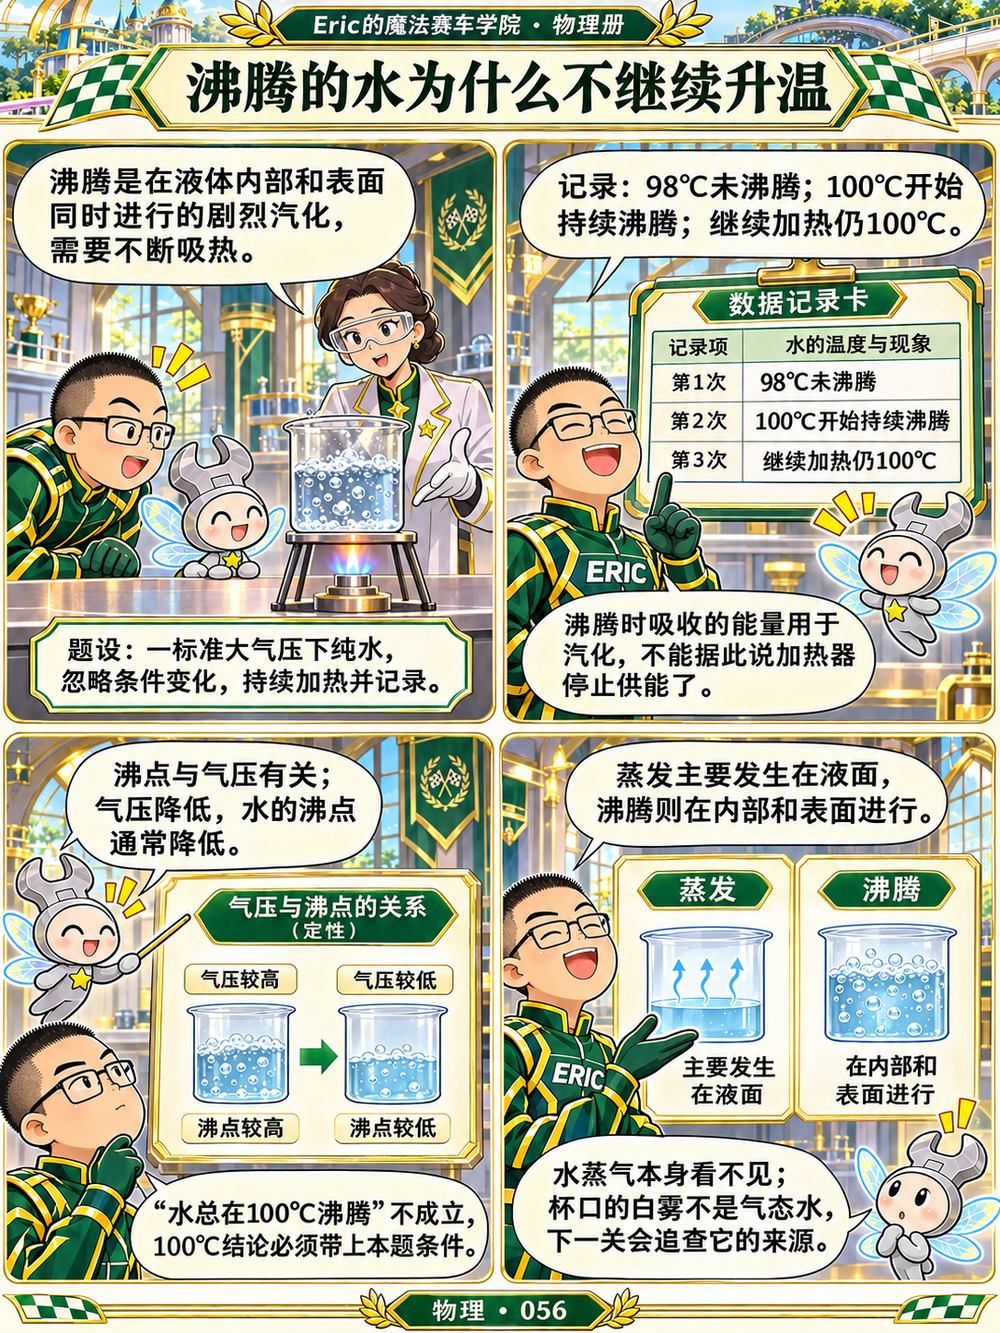 Eric的魔法赛车学院·物理册
沸腾的水为什么不继续升温
沸腾是在液体内部和表面
同时进行的剧烈汽化，
需要不断吸热。
题设：一标准大气压下纯水，
忽略条件变化，持续加热并记录。
记录：98℃未沸腾；100℃开始
持续沸腾；继续加热仍100℃。
数据记录卡
记录项 水的温度与现象
第1次 98℃未沸腾
第2次 100℃开始持续沸腾
第3次 继续加热仍100℃
ERIC
沸腾时吸收的能量用于
汽化，不能据此说加热器
停止供能了。
沸点与气压有关；
气压降低，水的沸点
通常降低。
气压与沸点的关系
（定性）
气压较高 气压较低
沸点较高 沸点较低
“水总在100℃沸腾”不成立，
100℃结论必须带上本题条件。
蒸发主要发生在液面，
沸腾则在内部和表面进行。
蒸发
主要发生
在液面
沸腾
在内部和
表面进行
ERIC
水蒸气本身看不见；
杯口的白雾不是气态水，
下一关会追查它的来源。
物理·056